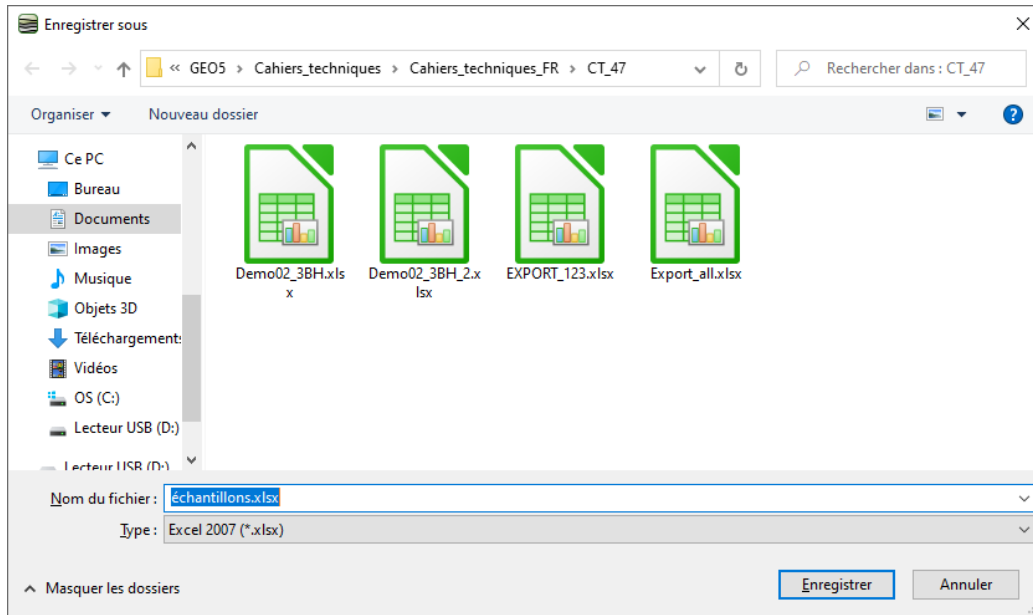 Enregistrer sous
« GEO5 > Cahiers_techniques > Cahiers_techniques_FR > CT_47
Rechercher dans : CT_47
Organiser
Nouveau dossier
?
Ce PC
Bureau
Documents
Images
Musique
Objets 3D
Téléchargements
Vidéos
OS (C:)
Lecteur USB (D:)
Lecteur USB (D:)
Demo02_3BH.xls
x
Demo02_3BH_2.x
lsx
EXPORT_123.xlsx
Export_all.xlsx
Nom du fichier : échantillons.xlsx
Type : Excel 2007 (*.xlsx)
Masquer les dossiers
Enregistrer
Annuler